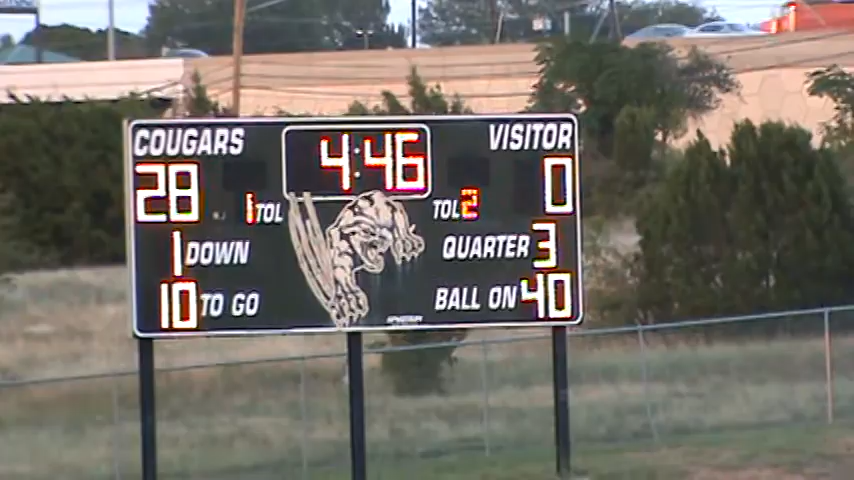 COUGARS 4:46 VISITOR
28 1 TOL TOL 2 0
1 DOWN QUARTER 3
10 TO GO BALL ON 40